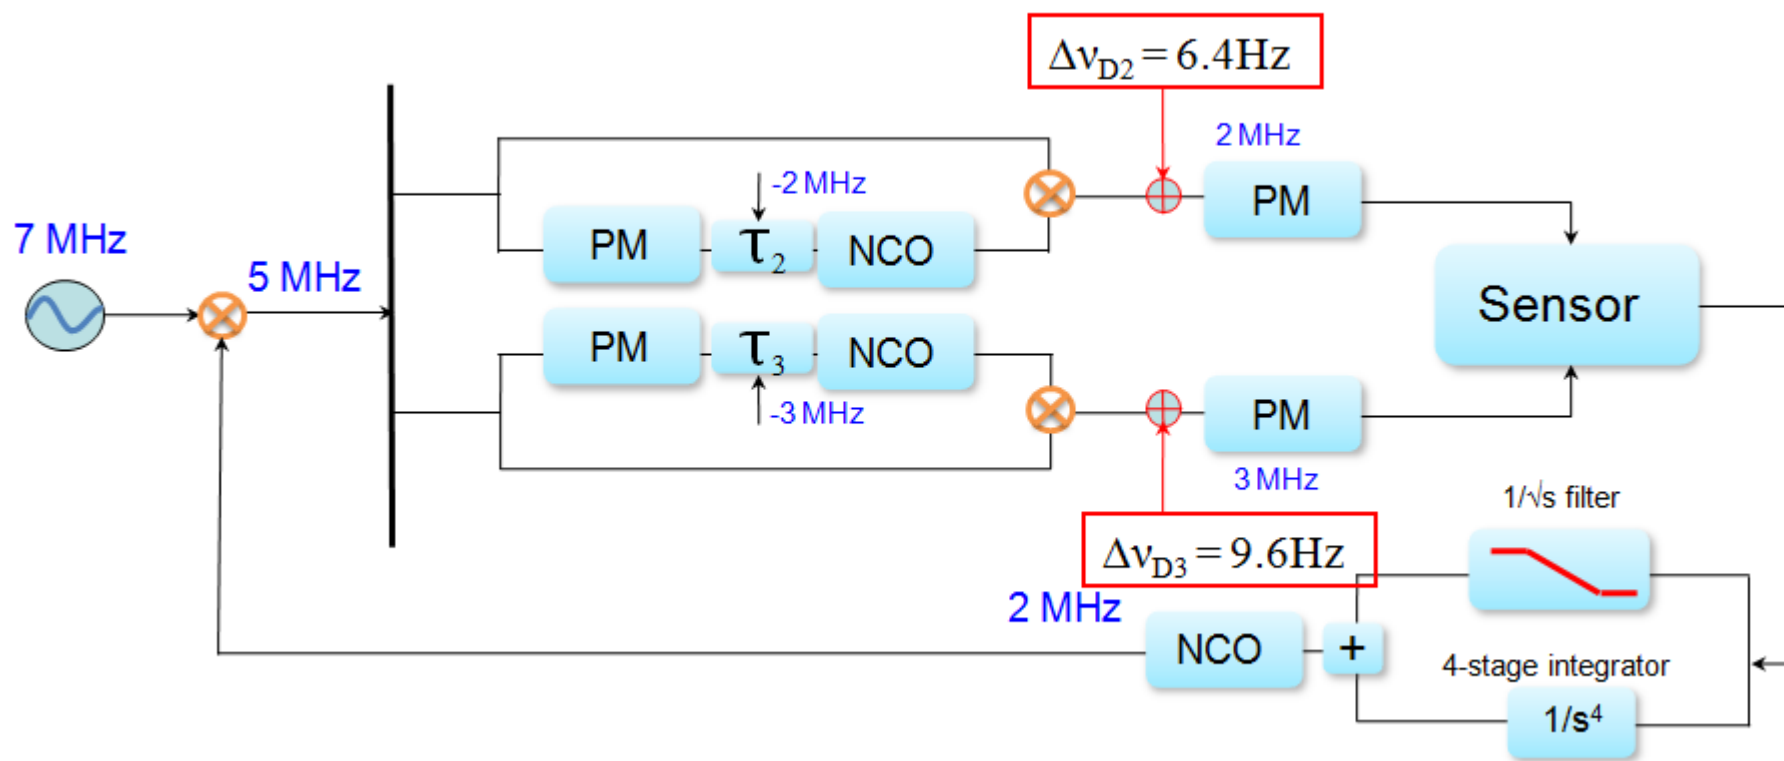 Δν_D2 = 6.4Hz
2 MHz
-2 MHz
PM
7 MHz
PM
τ₂
NCO
5 MHz
Sensor
PM
τ₃
NCO
-3 MHz
PM
3 MHz
1/√s filter
Δν_D3 = 9.6Hz
2 MHz
NCO
+
4-stage integrator
1/s⁴